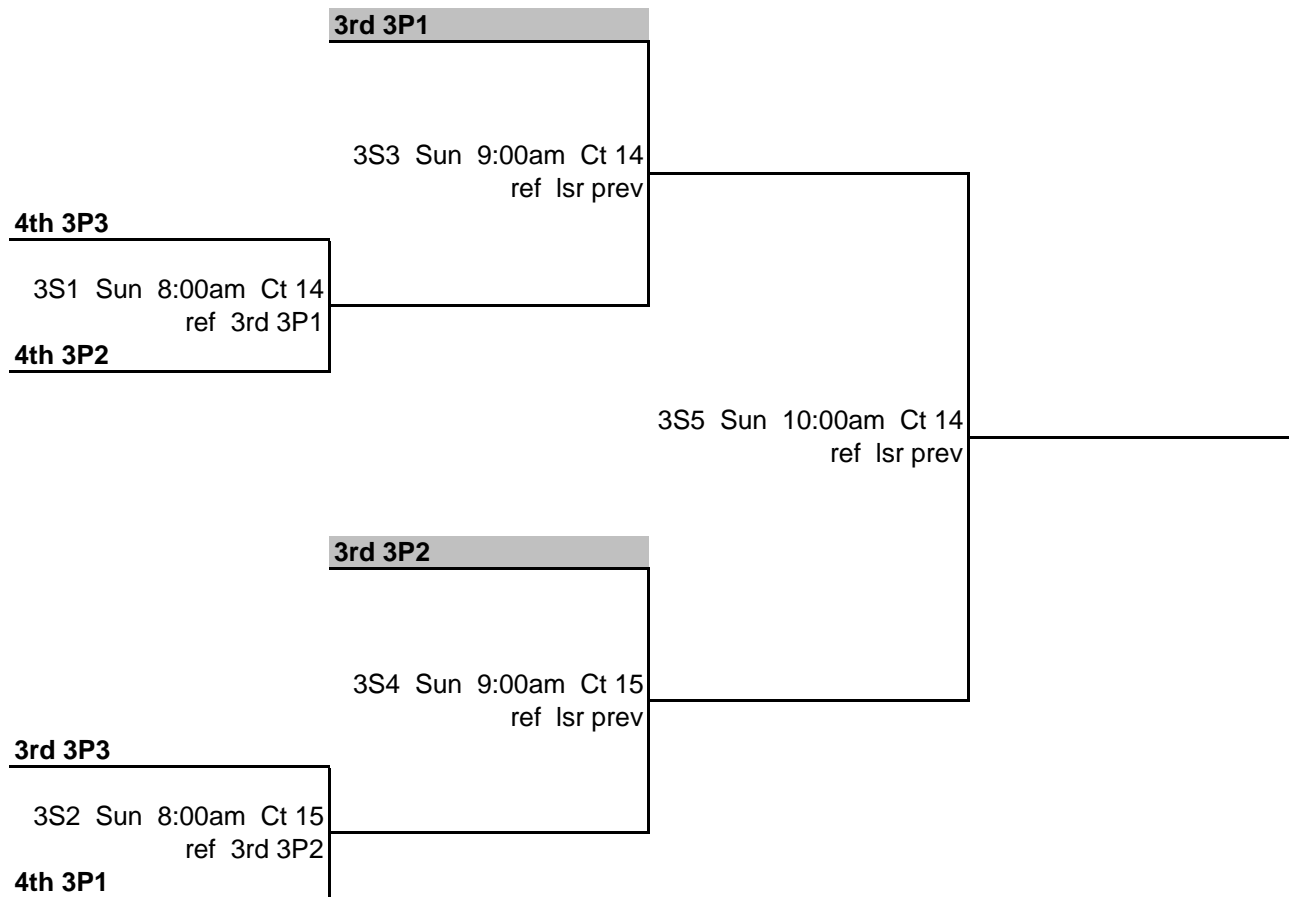 3rd 3P1
3S3 Sun 9:00am Ct 14
ref lsr prev
4th 3P3
3S1 Sun 8:00am Ct 14
ref 3rd 3P1
4th 3P2
3S5 Sun 10:00am Ct 14
ref lsr prev
3rd 3P2
3S4 Sun 9:00am Ct 15
ref lsr prev
3rd 3P3
3S2 Sun 8:00am Ct 15
ref 3rd 3P2
4th 3P1